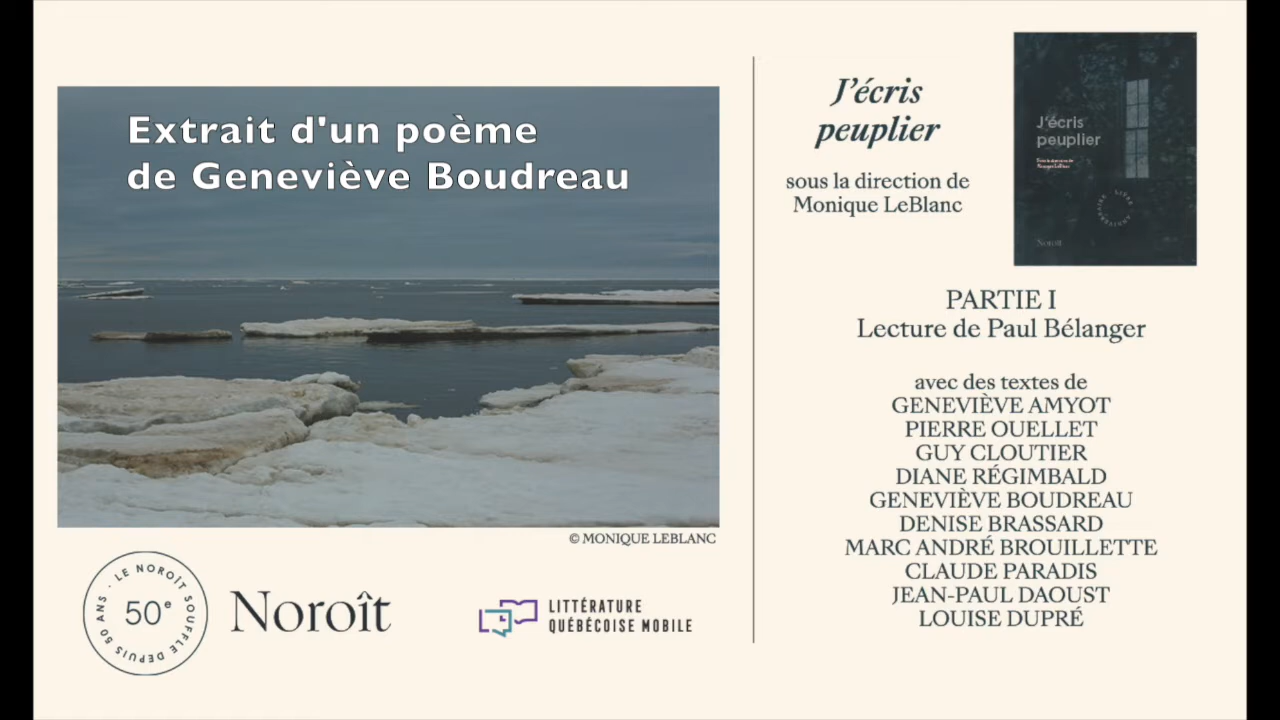 Extrait d'un poème
de Geneviève Boudreau
© MONIQUE LEBLANC
LE NOROÎT SOUFFLE DEPUIS 50 ANS ·
50e
Noroît
LITTÉRATURE
QUÉBÉCOISE MOBILE
J'écris
peuplier
sous la direction de
Monique LeBlanc
J'écris
peuplier
Noroît
PARTIE I
Lecture de Paul Bélanger
avec des textes de
GENEVIÈVE AMYOT
PIERRE OUELLET
GUY CLOUTIER
DIANE RÉGIMBALD
GENEVIÈVE BOUDREAU
DENISE BRASSARD
MARC ANDRÉ BROUILLETTE
CLAUDE PARADIS
JEAN-PAUL DAOUST
LOUISE DUPRÉ